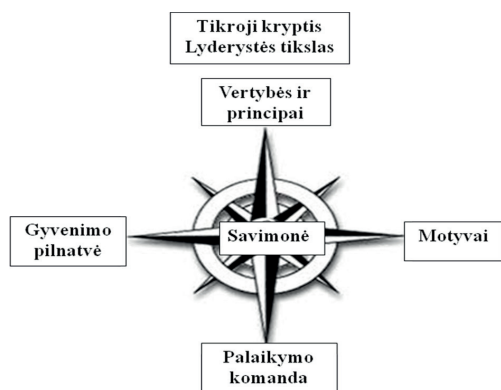 Tikroji kryptis
Lyderystės tikslas
Vertybės ir
principai
Gyvenimo
pilnatvė
Savimonė
Motyvai
Palaikymo
komanda